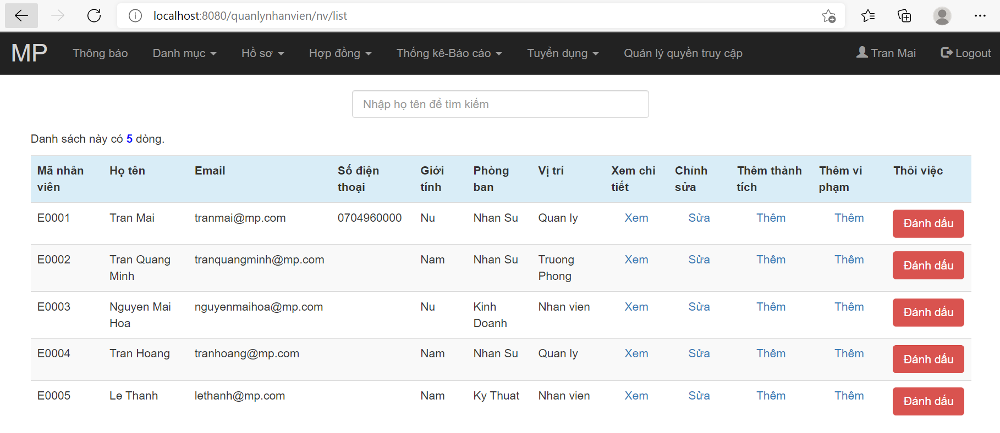 localhost:8080/quanlynhanvien/nv/list
MP Thông báo Danh mục Hồ sơ Hợp đồng Thống kê-Báo cáo Tuyển dụng Quản lý quyền truy cập Tran Mai Logout
Nhập họ tên để tìm kiếm
Danh sách này có 5 dòng.
Mã nhân viên Họ tên Email Số điện thoại Giới tính Phòng ban Vị trí Xem chi tiết Chỉnh sửa Thêm thành tích Thêm vi phạm Thôi việc
E0001 Tran Mai tranmai@mp.com 0704960000 Nu Nhan Su Quan ly Xem Sửa Thêm Thêm Đánh dấu
E0002 Tran Quang Minh tranquangminh@mp.com Nam Nhan Su Truong Phong Xem Sửa Thêm Thêm Đánh dấu
E0003 Nguyen Mai Hoa nguyenmaihoa@mp.com Nu Kinh Doanh Nhan vien Xem Sửa Thêm Thêm Đánh dấu
E0004 Tran Hoang tranhoang@mp.com Nam Nhan Su Quan ly Xem Sửa Thêm Thêm Đánh dấu
E0005 Le Thanh lethanh@mp.com Nam Ky Thuat Nhan vien Xem Sửa Thêm Thêm Đánh dấu